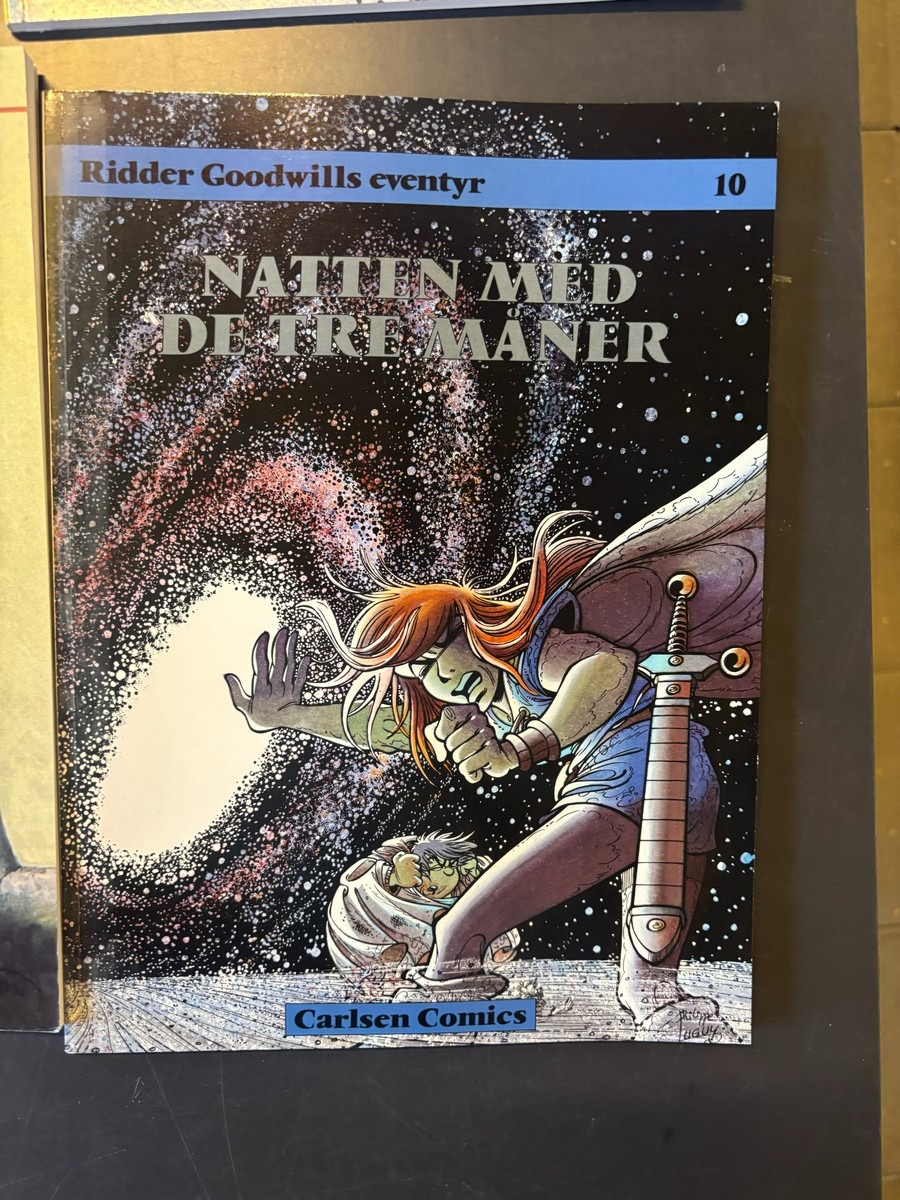 Ridder Goodwills eventyr 10
NATTEN MED
DE TRE MÅNER
Carlsen Comics